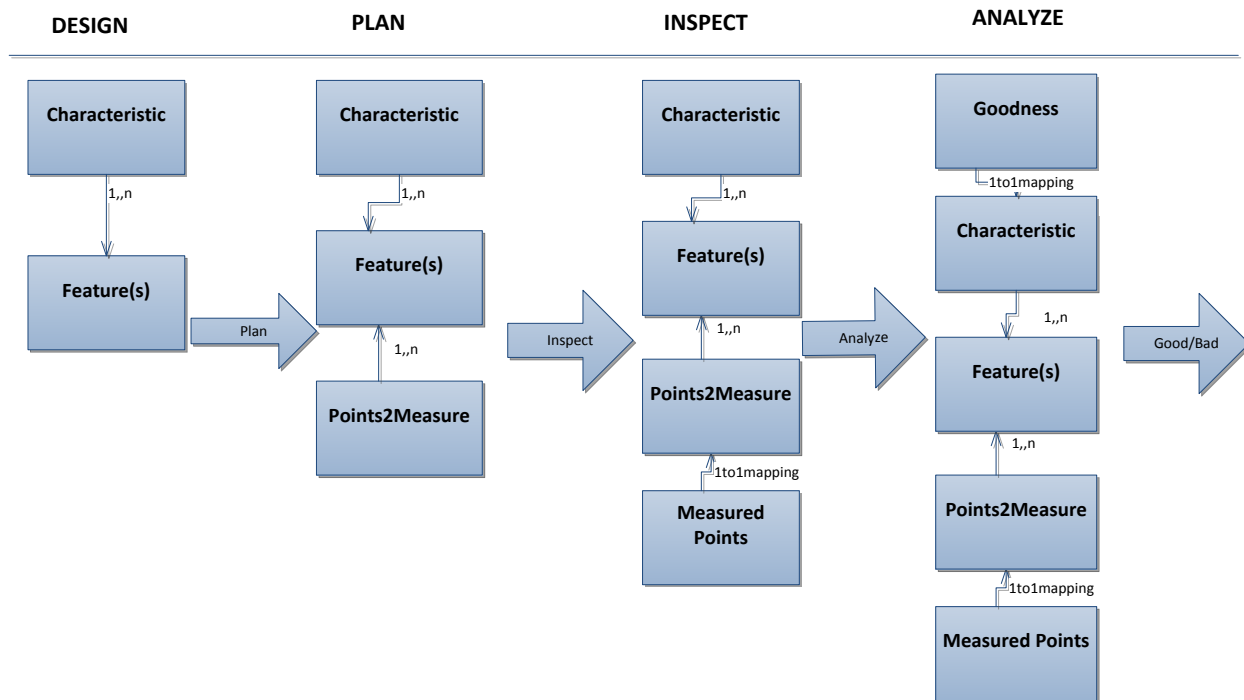 DESIGN
PLAN
INSPECT
ANALYZE
Characteristic
1,,n
Feature(s)
Plan
Characteristic
1,,n
Feature(s)
1,,n
Points2Measure
Inspect
Characteristic
1,,n
Feature(s)
1,,n
Points2Measure
1to1mapping
Measured
Points
Analyze
Goodness
1to1mapping
Characteristic
1,,n
Feature(s)
1,,n
Points2Measure
1to1mapping
Measured Points
Good/Bad